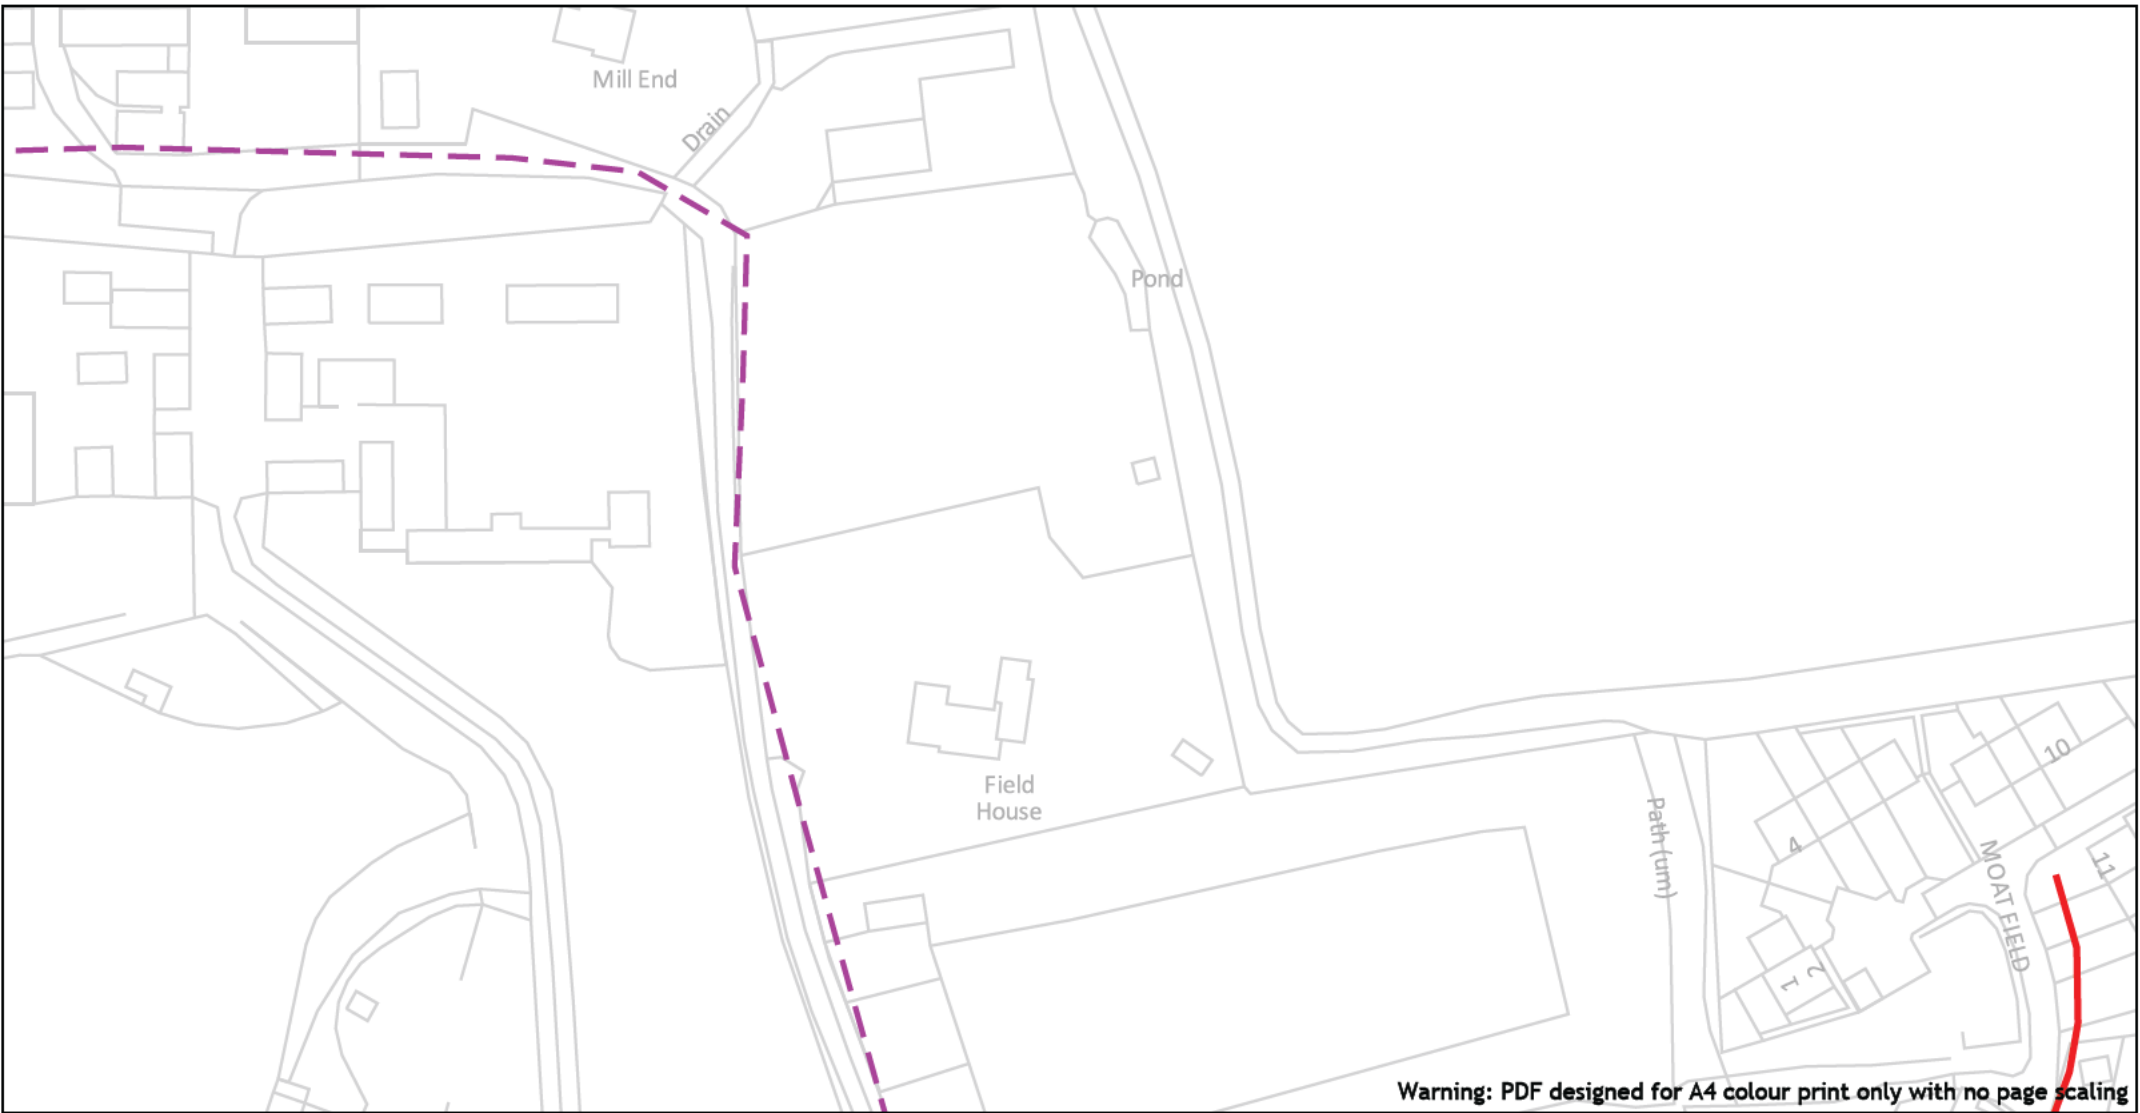 Mill End
Drain
Pond
Field
House
Path (um)
10
4
MOAT FIELD
11
2
1
Warning: PDF designed for A4 colour print only with no page scaling